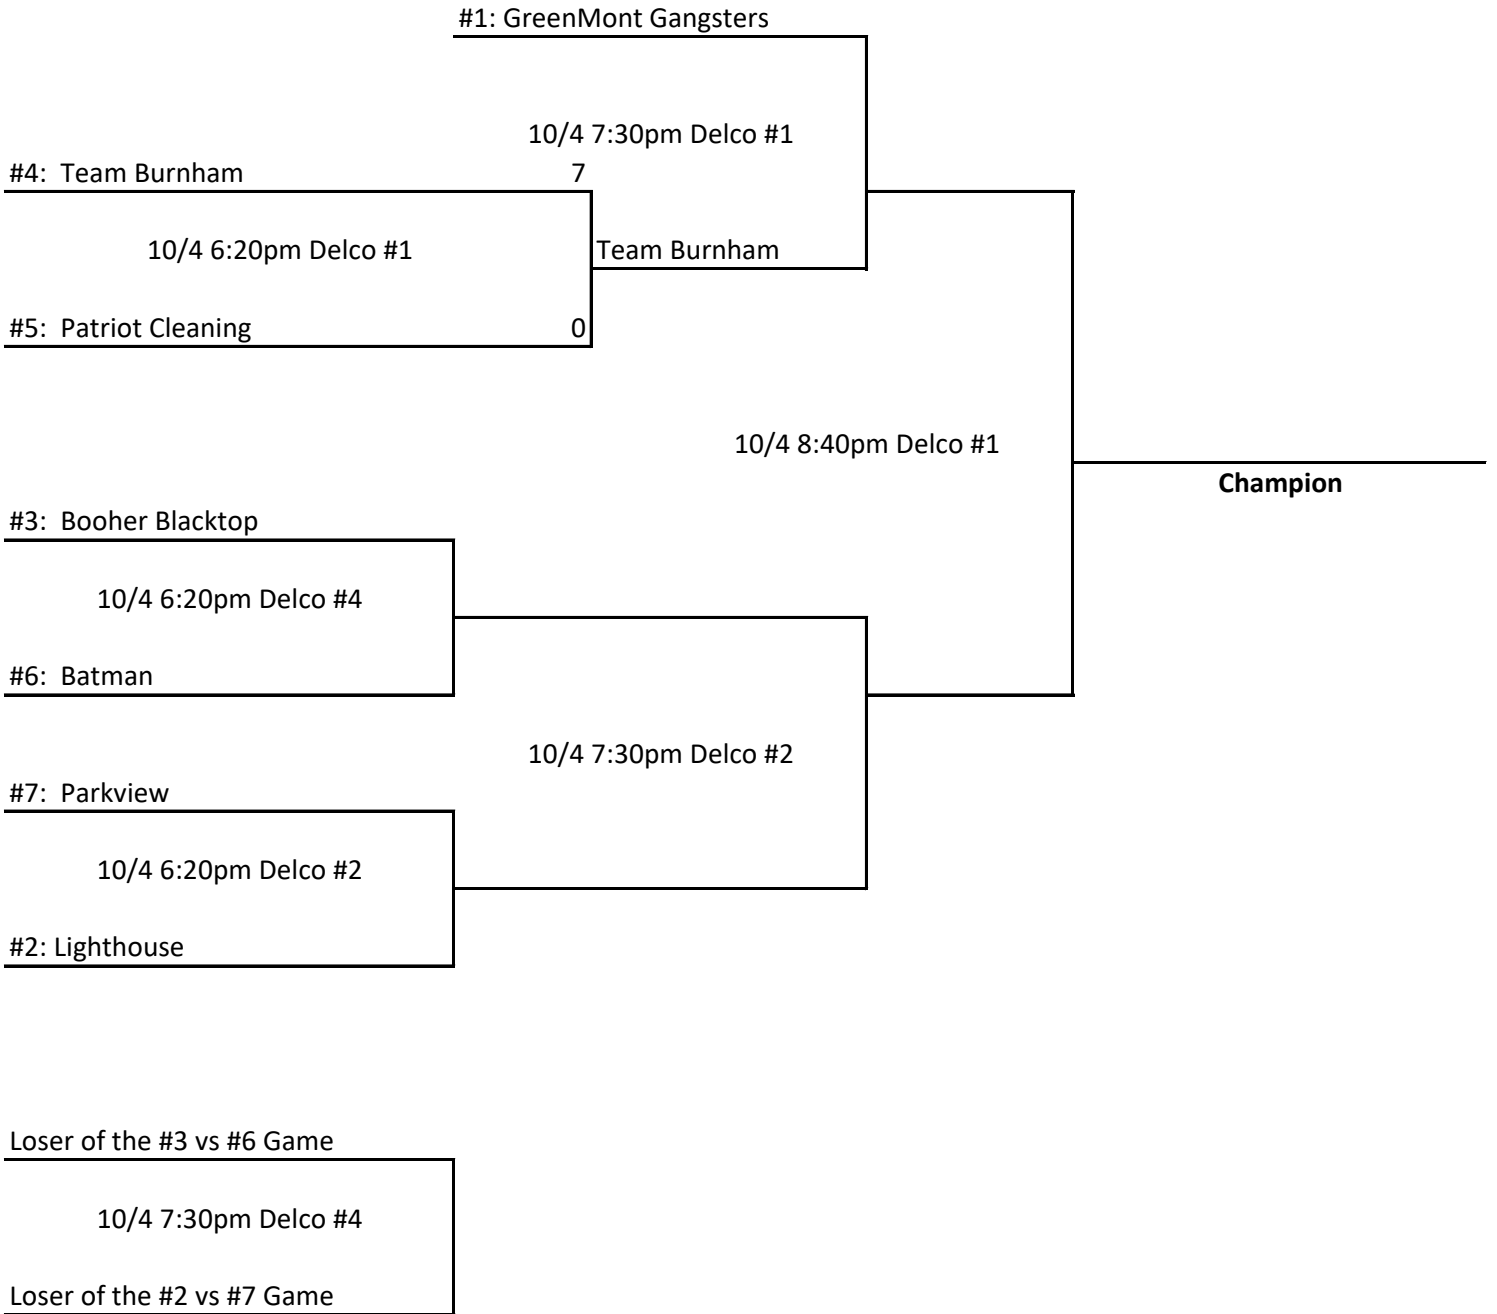 #1: GreenMont Gangsters
10/4 7:30pm Delco #1
#4:  Team Burnham 7
10/4 6:20pm Delco #1
Team Burnham
#5:  Patriot Cleaning 0
10/4 8:40pm Delco #1
Champion
#3:  Booher Blacktop
10/4 6:20pm Delco #4
#6:  Batman
10/4 7:30pm Delco #2
#7:  Parkview
10/4 6:20pm Delco #2
#2: Lighthouse
Loser of the #3 vs #6 Game
10/4 7:30pm Delco #4
Loser of the #2 vs #7 Game